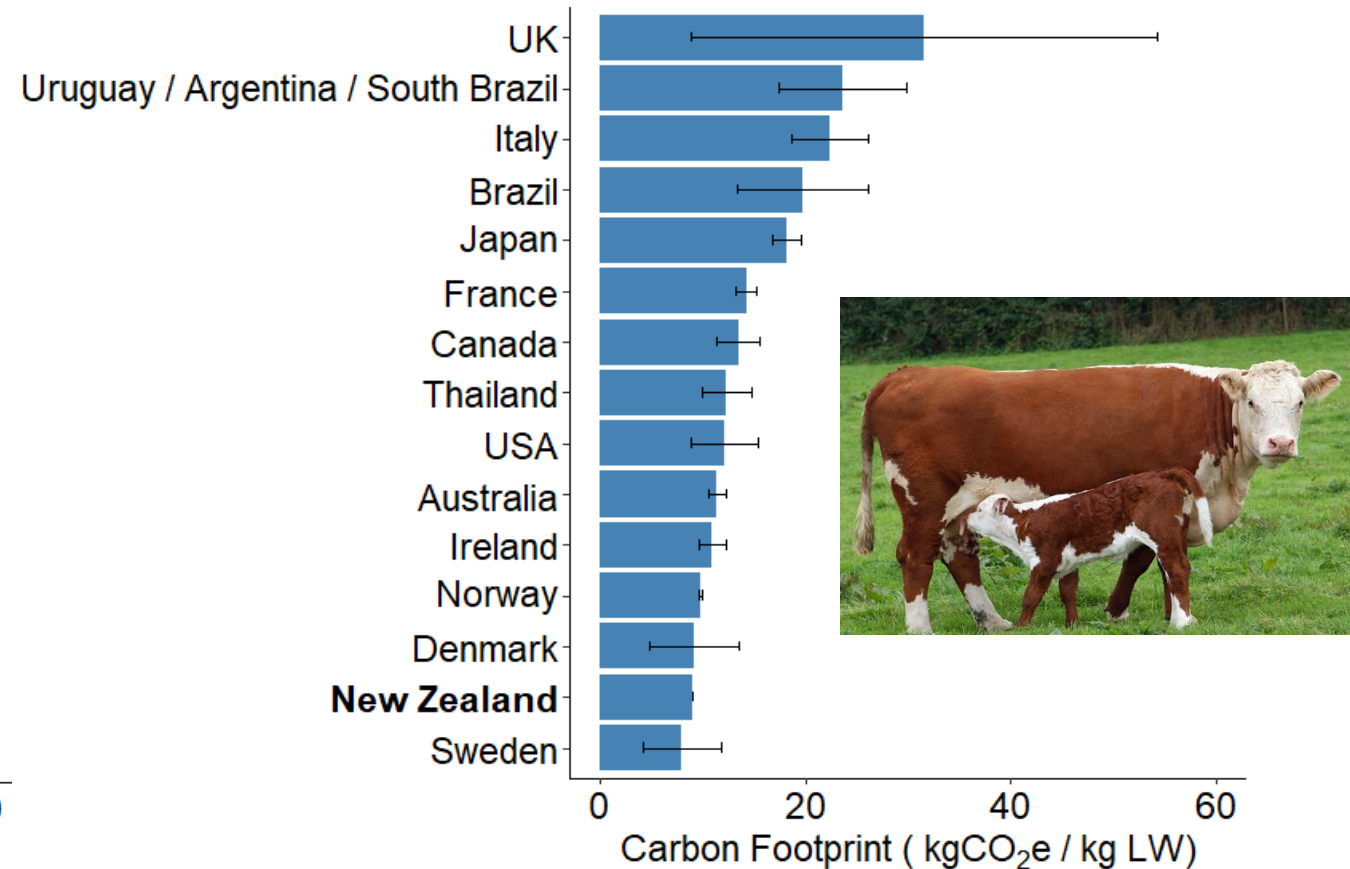 UK
Uruguay / Argentina / South Brazil
Italy
Brazil
Japan
France
Canada
Thailand
USA
Australia
Ireland
Norway
Denmark
New Zealand
Sweden
0 20 40 60
Carbon Footprint ( kgCO₂e / kg LW)